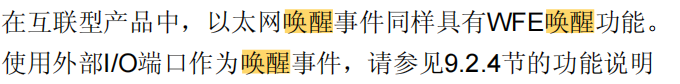 在互联型产品中，以太网唤醒事件同样具有WFE唤醒功能。
使用外部I/O端口作为唤醒事件，请参见9.2.4节的功能说明